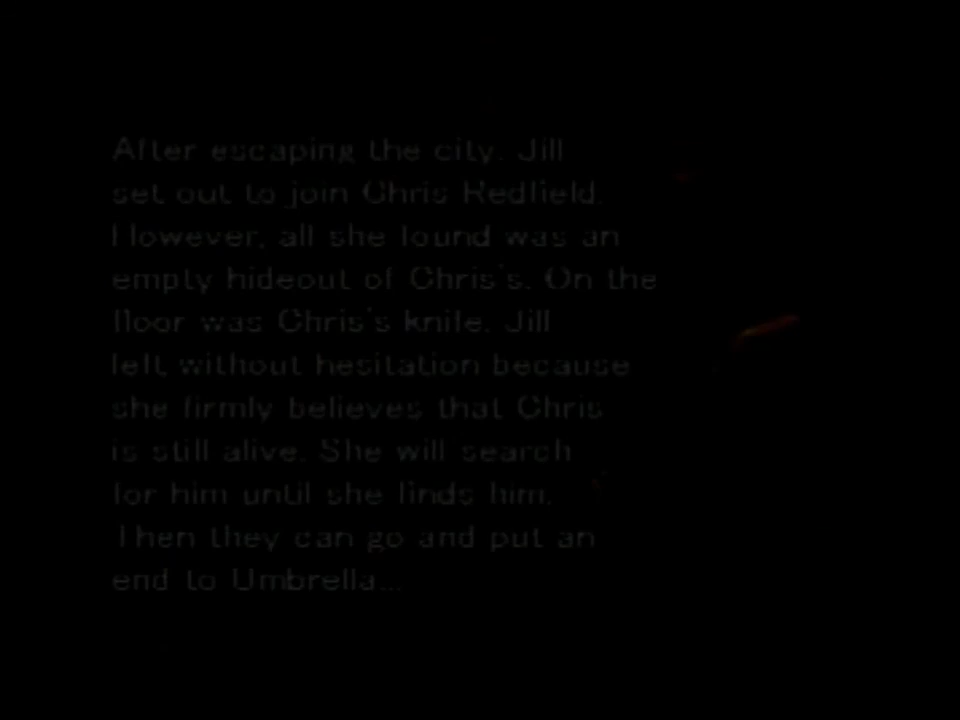 After escaping the city, Jill
set out to join Chris Redfield.
However, all she found was an
empty hideout of Chris's. On the
floor was Chris's knife. Jill
left without hesitation because
she firmly believes that Chris
is still alive. She will search
for him until she finds him.
Then they can go and put an
end to Umbrella...